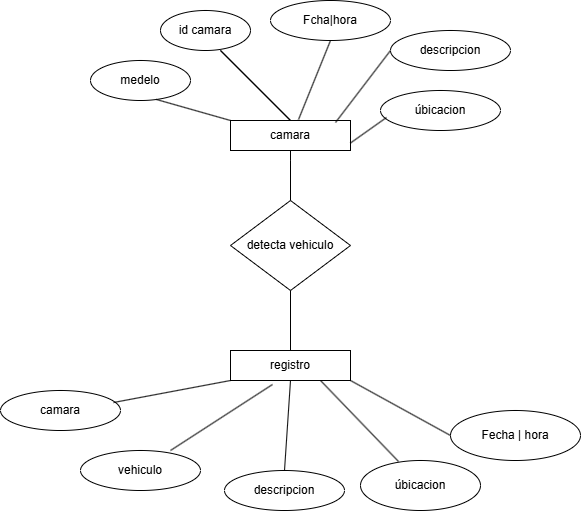 Fcha|hora
id camara
descripcion
medelo
úbicacion
camara
detecta vehiculo
registro
camara
Fecha | hora
vehiculo
descripcion
úbicacion